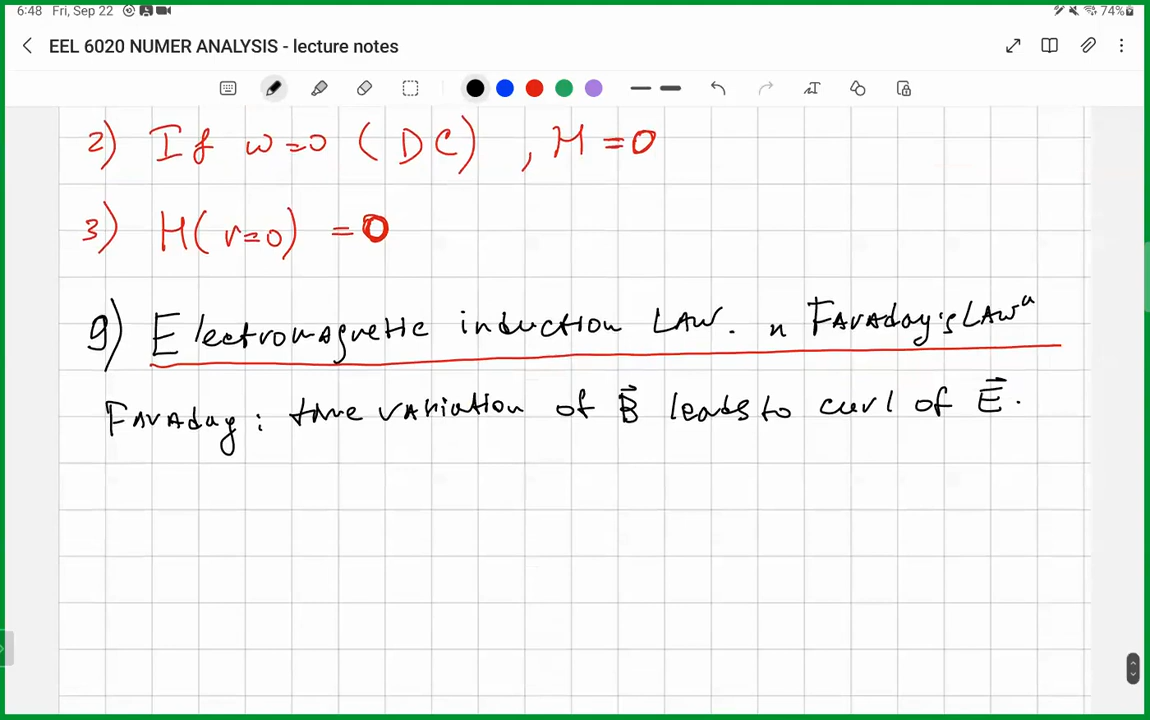 6:48 Fri, Sep 22 74%
EEL 6020 NUMER ANALYSIS - lecture notes
2) If w=0 (DC) , H=0
3) H(r=0) =0
9) Electromagnetic induction LAW. „ Faraday's LAW“
Faraday: time variation of B⃗ leads to curl of E⃗.